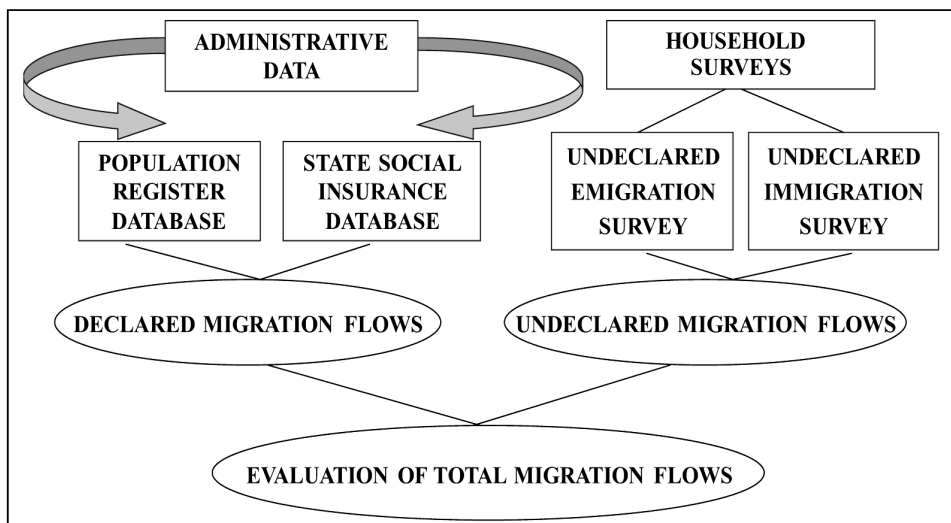 ADMINISTRATIVE
DATA
HOUSEHOLD
SURVEYS
POPULATION
REGISTER
DATABASE
STATE SOCIAL
INSURANCE
DATABASE
UNDECLARED
EMIGRATION
SURVEY
UNDECLARED
IMMIGRATION
SURVEY
DECLARED MIGRATION FLOWS
UNDECLARED MIGRATION FLOWS
EVALUATION OF TOTAL MIGRATION FLOWS